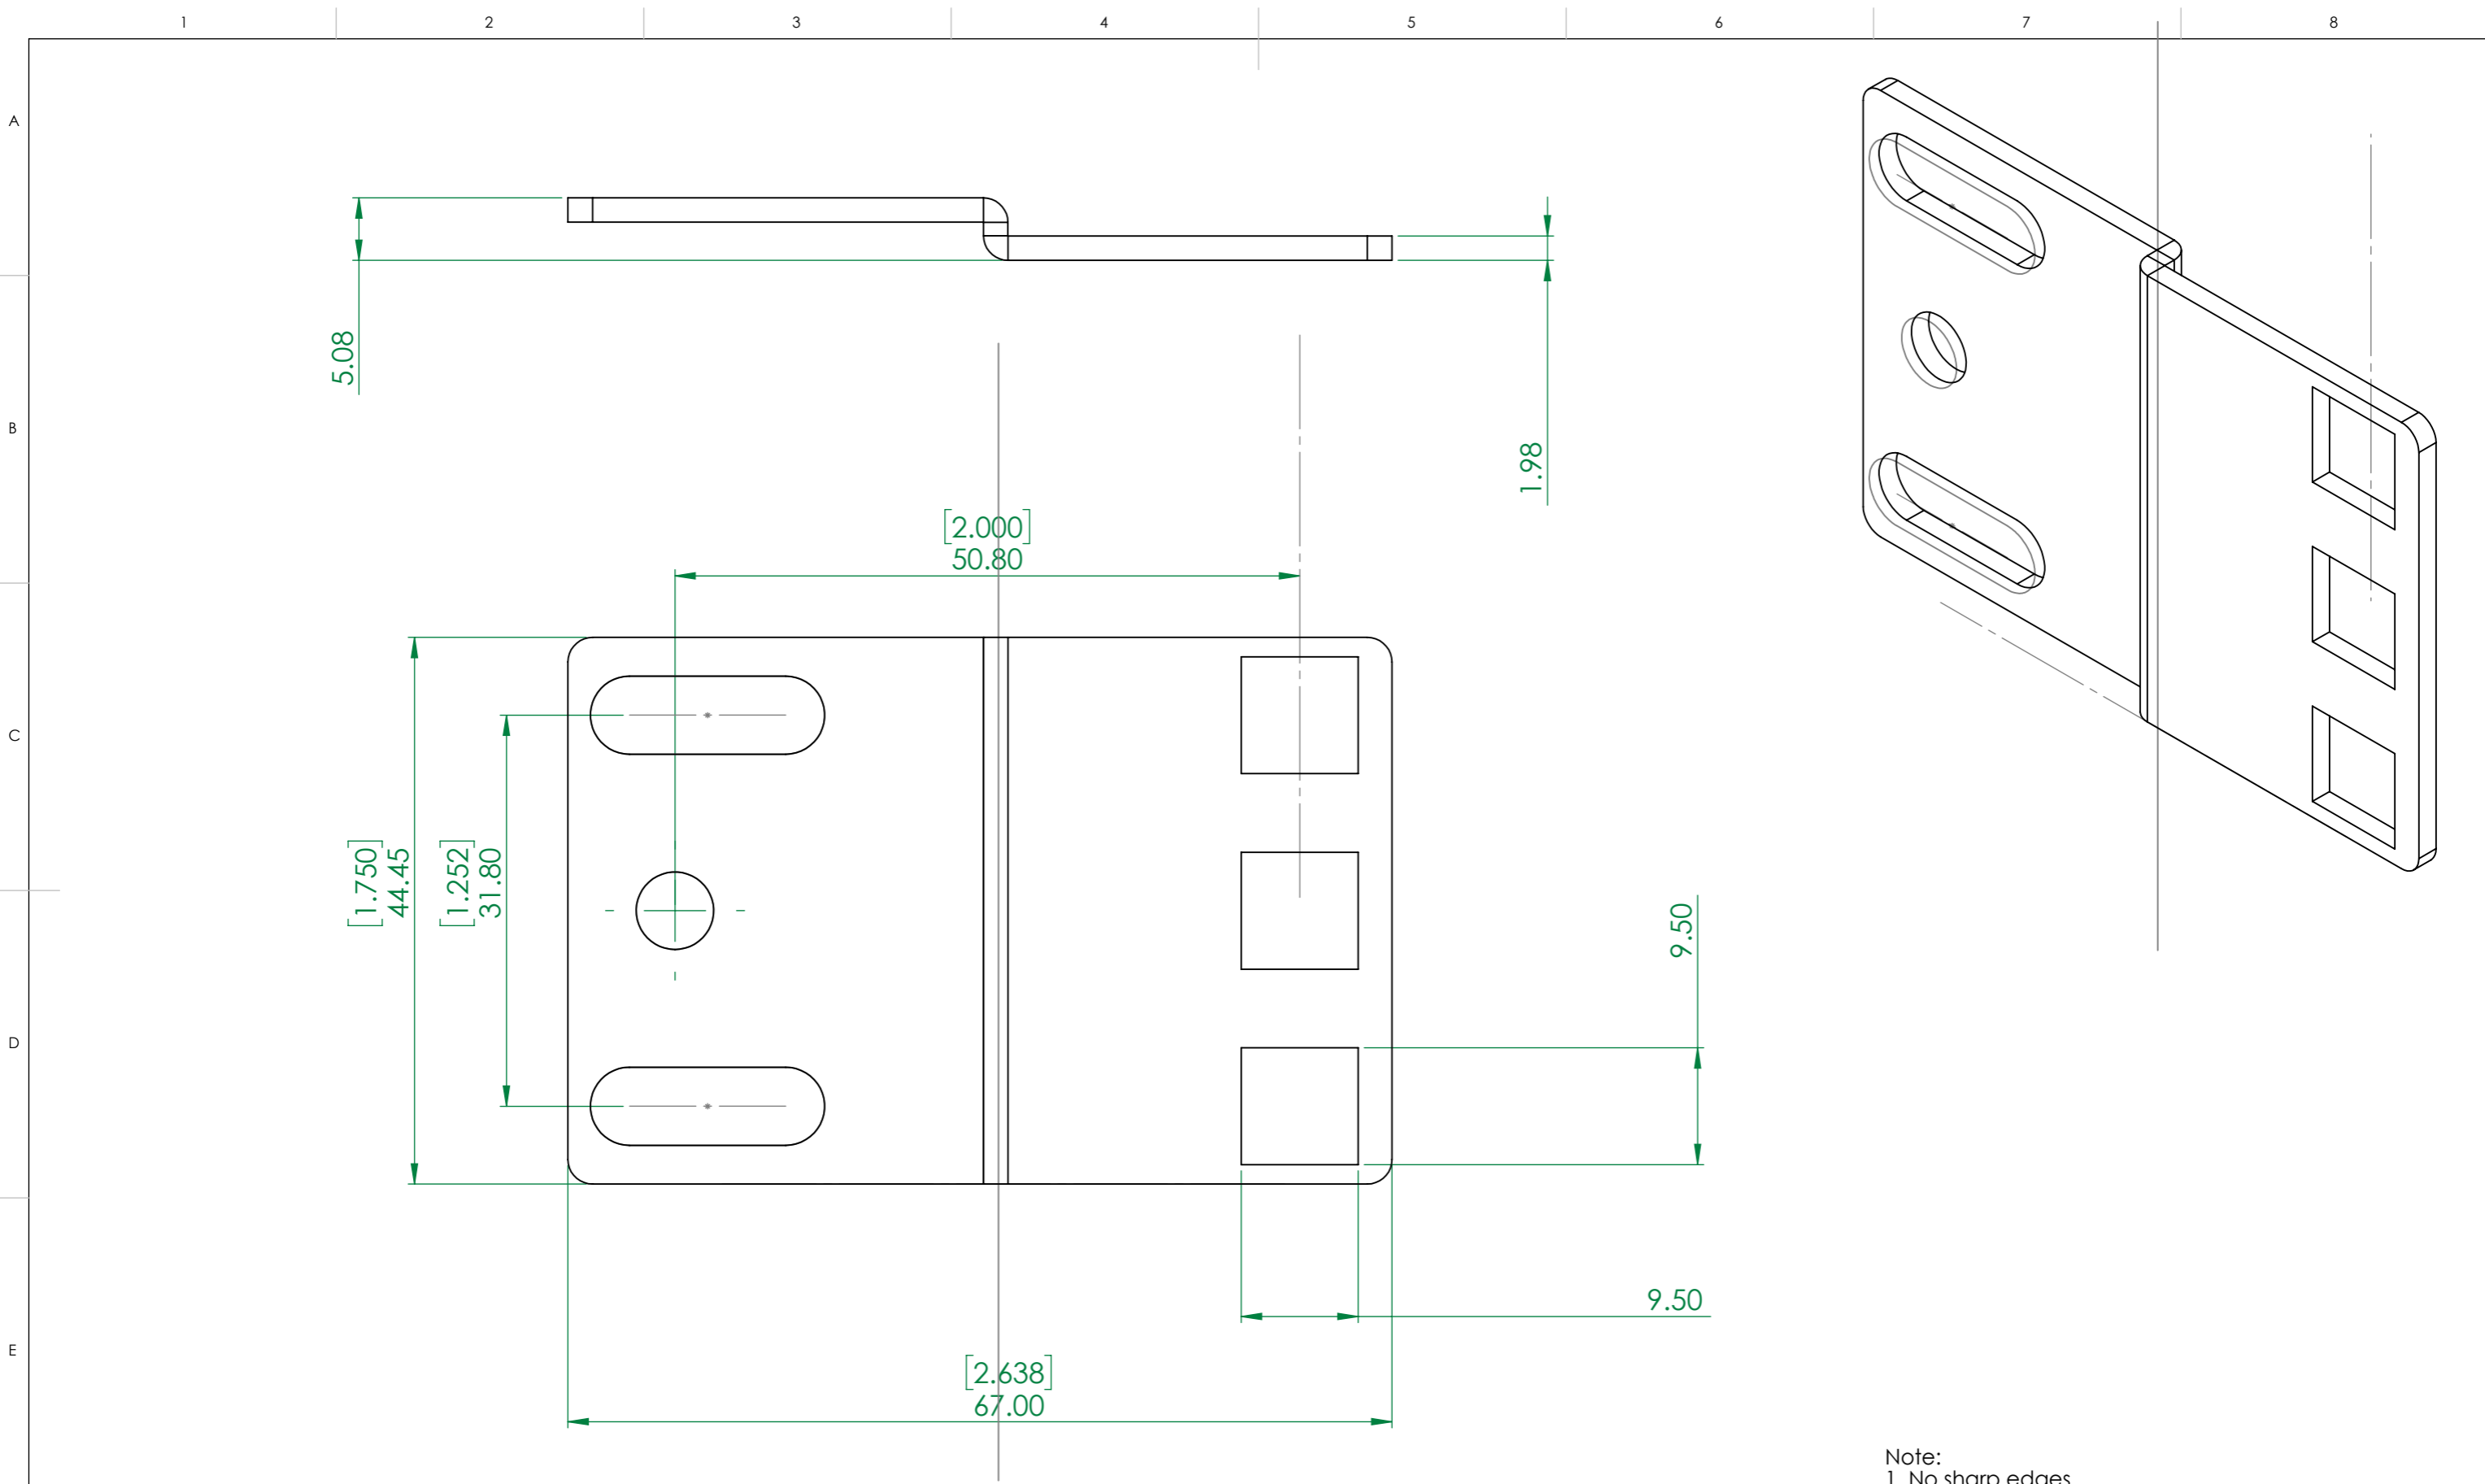 1 2 3 4 5 6 7 8
A
B
C
D
E
5.08
1.98
[2.000]
50.80
[1.750]
44.45
[1.252]
31.80
9.50
9.50
[2.638]
67.00
Note:
1. No sharp edges